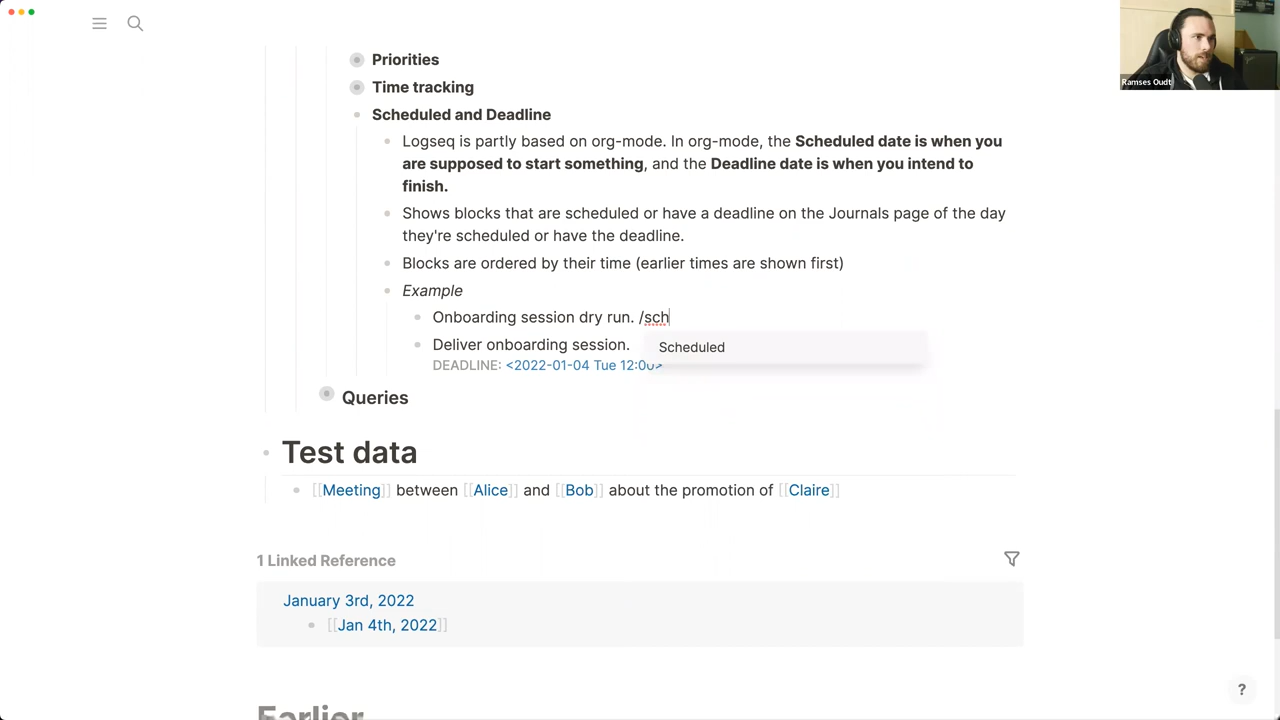 Ramses Oudt
Priorities
Time tracking
Scheduled and Deadline
Logseq is partly based on org-mode. In org-mode, the Scheduled date is when you
are supposed to start something, and the Deadline date is when you intend to
finish.
Shows blocks that are scheduled or have a deadline on the Journals page of the day
they're scheduled or have the deadline.
Blocks are ordered by their time (earlier times are shown first)
Example
Onboarding session dry run. /sch
Scheduled
Deliver onboarding session.
DEADLINE: <2022-01-04 Tue 12:00>
Queries
Test data
[[Meeting]] between [[Alice]] and [[Bob]] about the promotion of [[Claire]]
1 Linked Reference
January 3rd, 2022
[[Jan 4th, 2022]]
?
Earlier